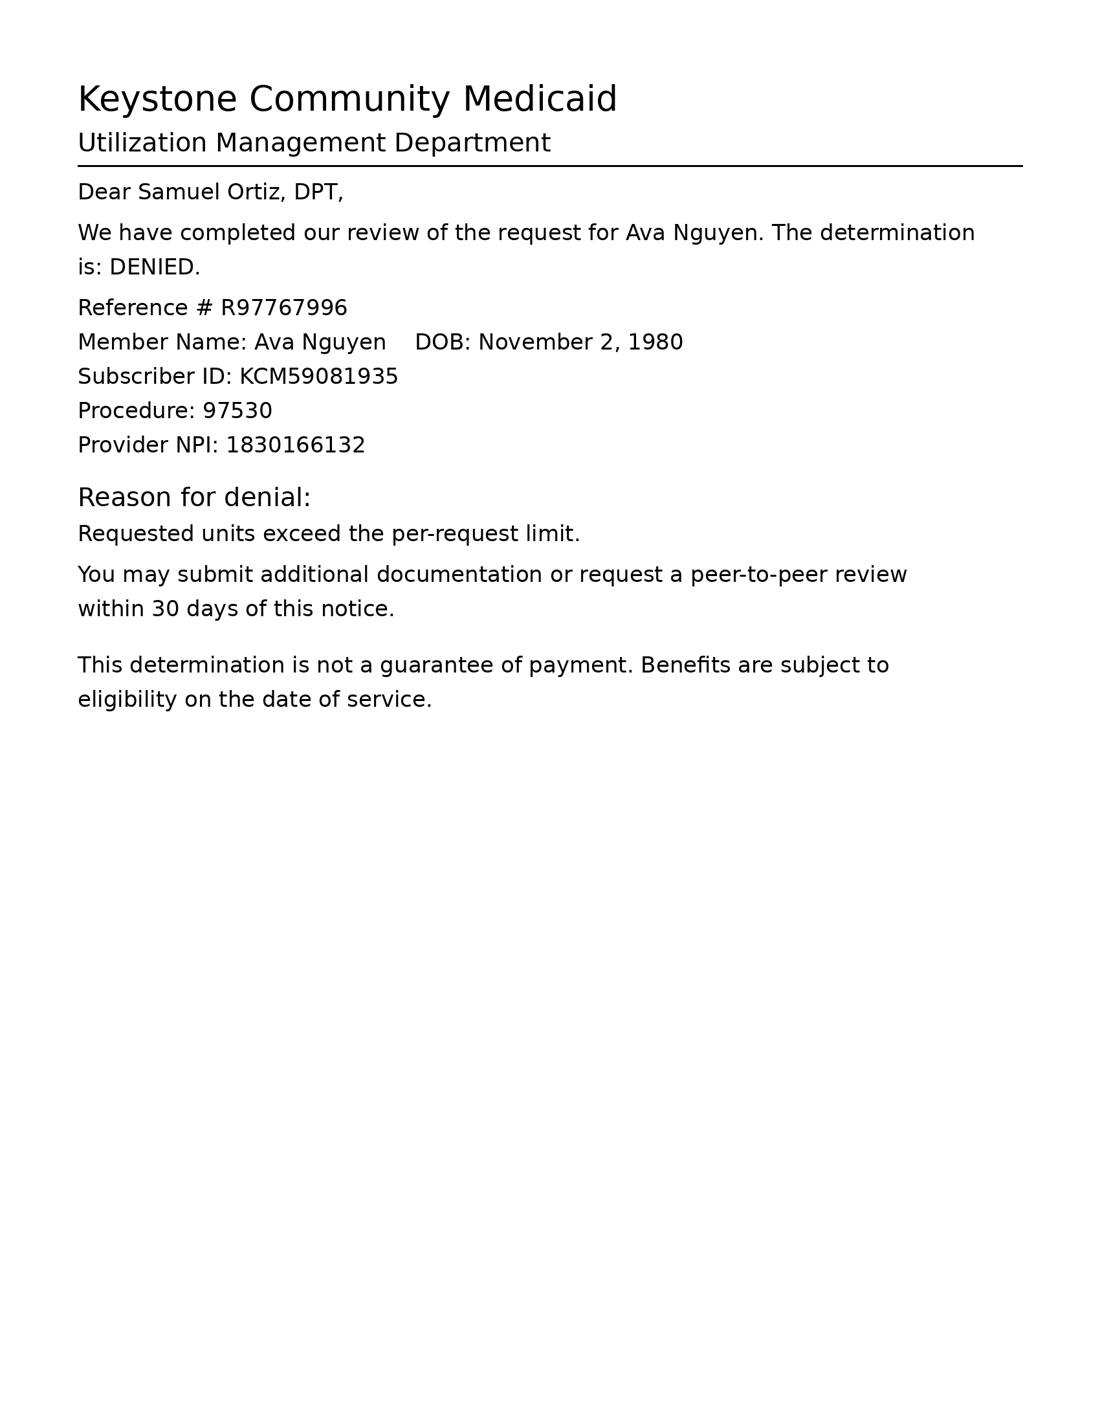 Keystone Community Medicaid
Utilization Management Department
Dear Samuel Ortiz, DPT,
We have completed our review of the request for Ava Nguyen. The determination
is: DENIED.
Reference # R97767996
Member Name: Ava Nguyen    DOB: November 2, 1980
Subscriber ID: KCM59081935
Procedure: 97530
Provider NPI: 1830166132
Reason for denial:
Requested units exceed the per-request limit.
You may submit additional documentation or request a peer-to-peer review
within 30 days of this notice.
This determination is not a guarantee of payment. Benefits are subject to
eligibility on the date of service.